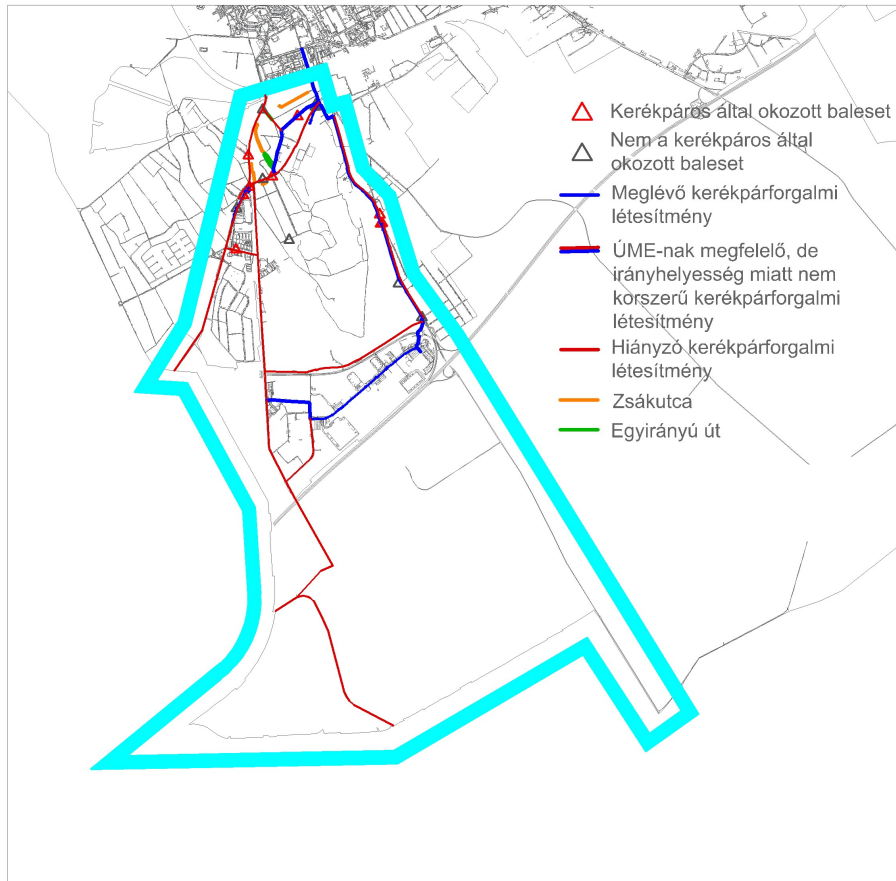 Kerékpáros által okozott baleset
Nem a kerékpáros által
okozott baleset
Meglévő kerékpárforgalmi
létesítmény
ÚME-nak megfelelő, de
irányhelyesség miatt nem
korszerű kerékpárforgalmi
létesítmény
Hiányzó kerékpárforgalmi
létesítmény
Zsákutca
Egyirányú út